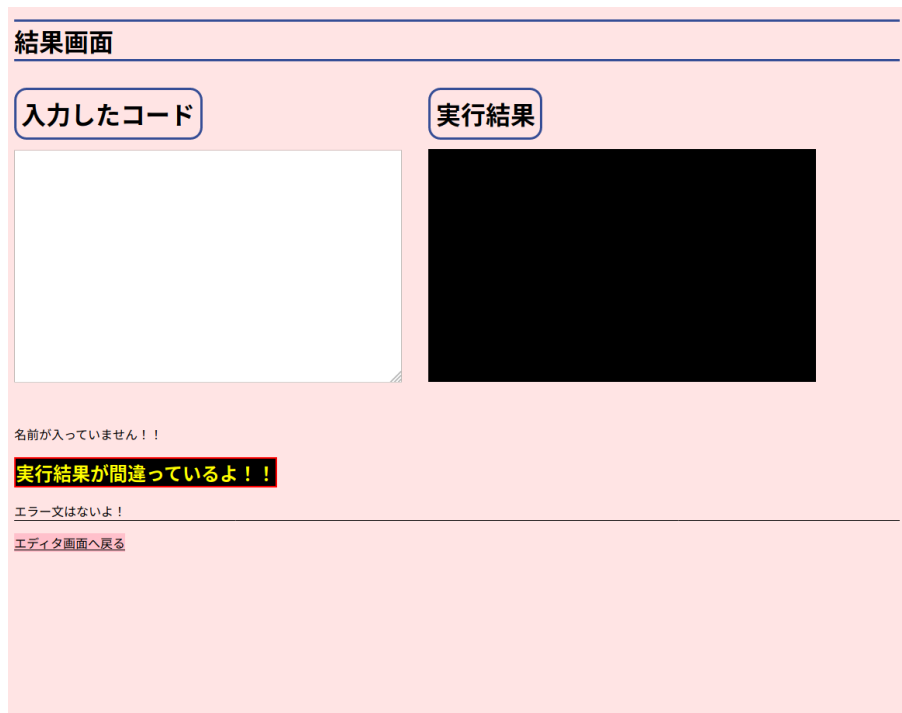 結果画面
入力したコード
実行結果
名前が入っていません！！
実行結果が間違っているよ！！
エラー文はないよ！
エディタ画面へ戻る